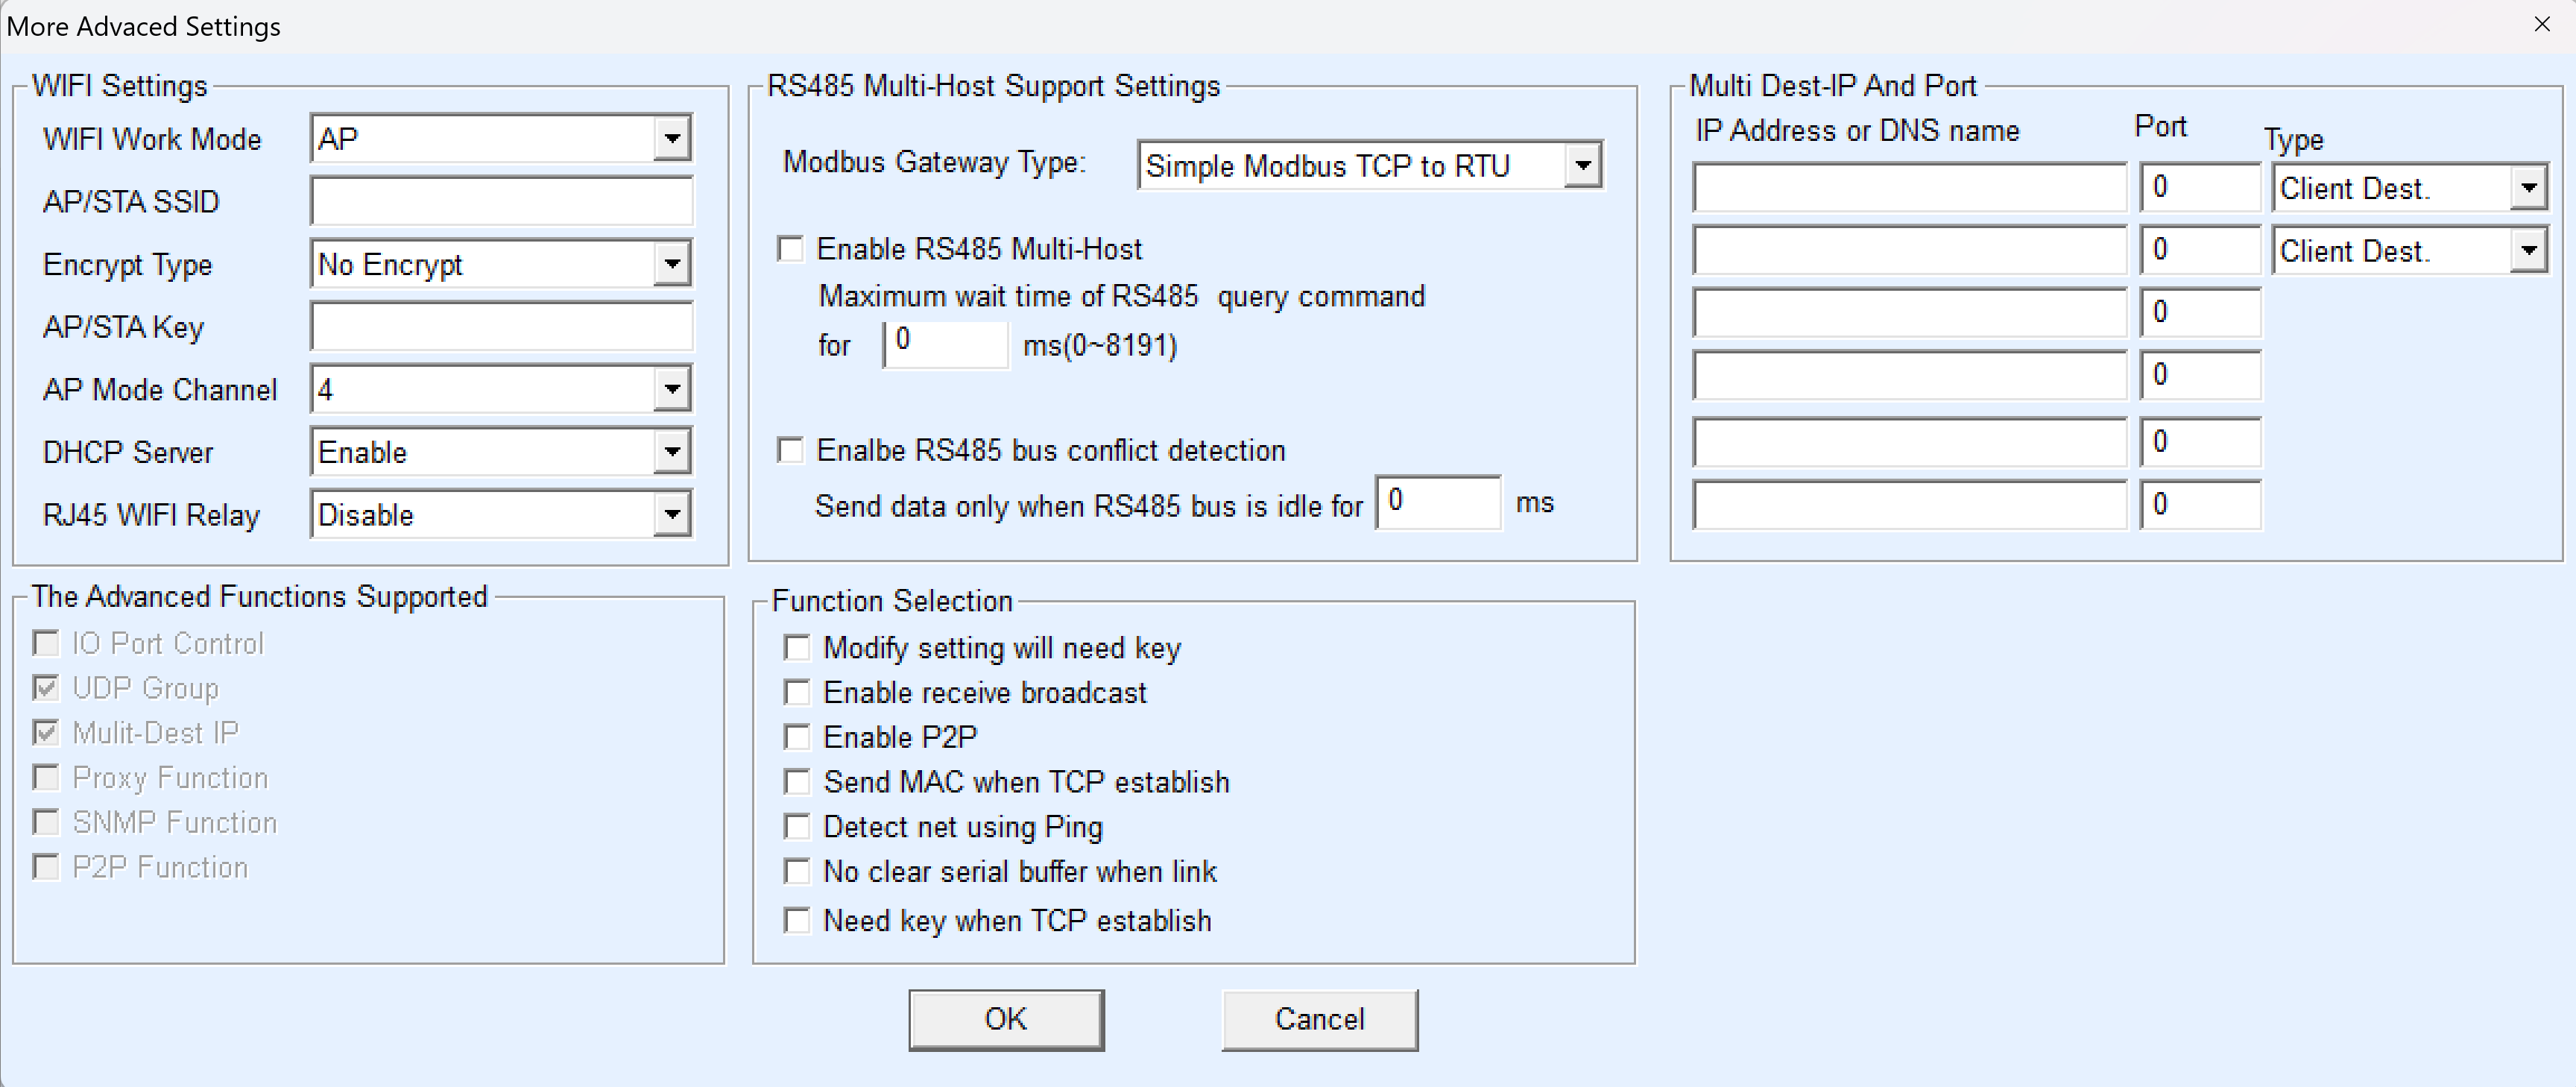 More Advaced Settings
WIFI Settings
WIFI Work Mode AP
AP/STA SSID
Encrypt Type No Encrypt
AP/STA Key
AP Mode Channel 4
DHCP Server Enable
RJ45 WIFI Relay Disable
RS485 Multi-Host Support Settings
Modbus Gateway Type: Simple Modbus TCP to RTU
Enable RS485 Multi-Host
Maximum wait time of RS485 query command
for 0 ms(0~8191)
Enalbe RS485 bus conflict detection
Send data only when RS485 bus is idle for 0 ms
Multi Dest-IP And Port
IP Address or DNS name Port Type
0 Client Dest.
0 Client Dest.
0
0
0
0
The Advanced Functions Supported
IO Port Control
UDP Group
Mulit-Dest IP
Proxy Function
SNMP Function
P2P Function
Function Selection
Modify setting will need key
Enable receive broadcast
Enable P2P
Send MAC when TCP establish
Detect net using Ping
No clear serial buffer when link
Need key when TCP establish
OK Cancel